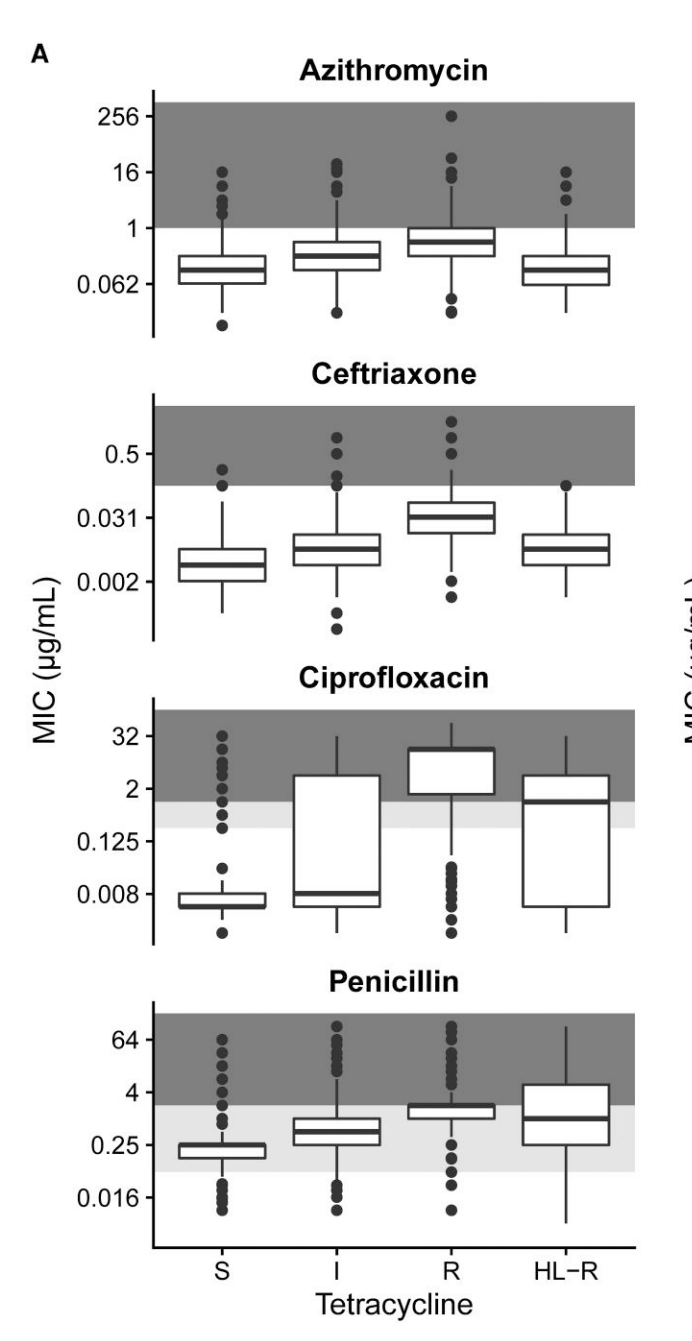 A
Azithromycin
256
16
1
0.062
Ceftriaxone
0.5
0.031
0.002
Ciprofloxacin
32
2
0.125
0.008
Penicillin
64
4
0.25
0.016
MIC (μg/mL)
S I R HL−R
Tetracycline